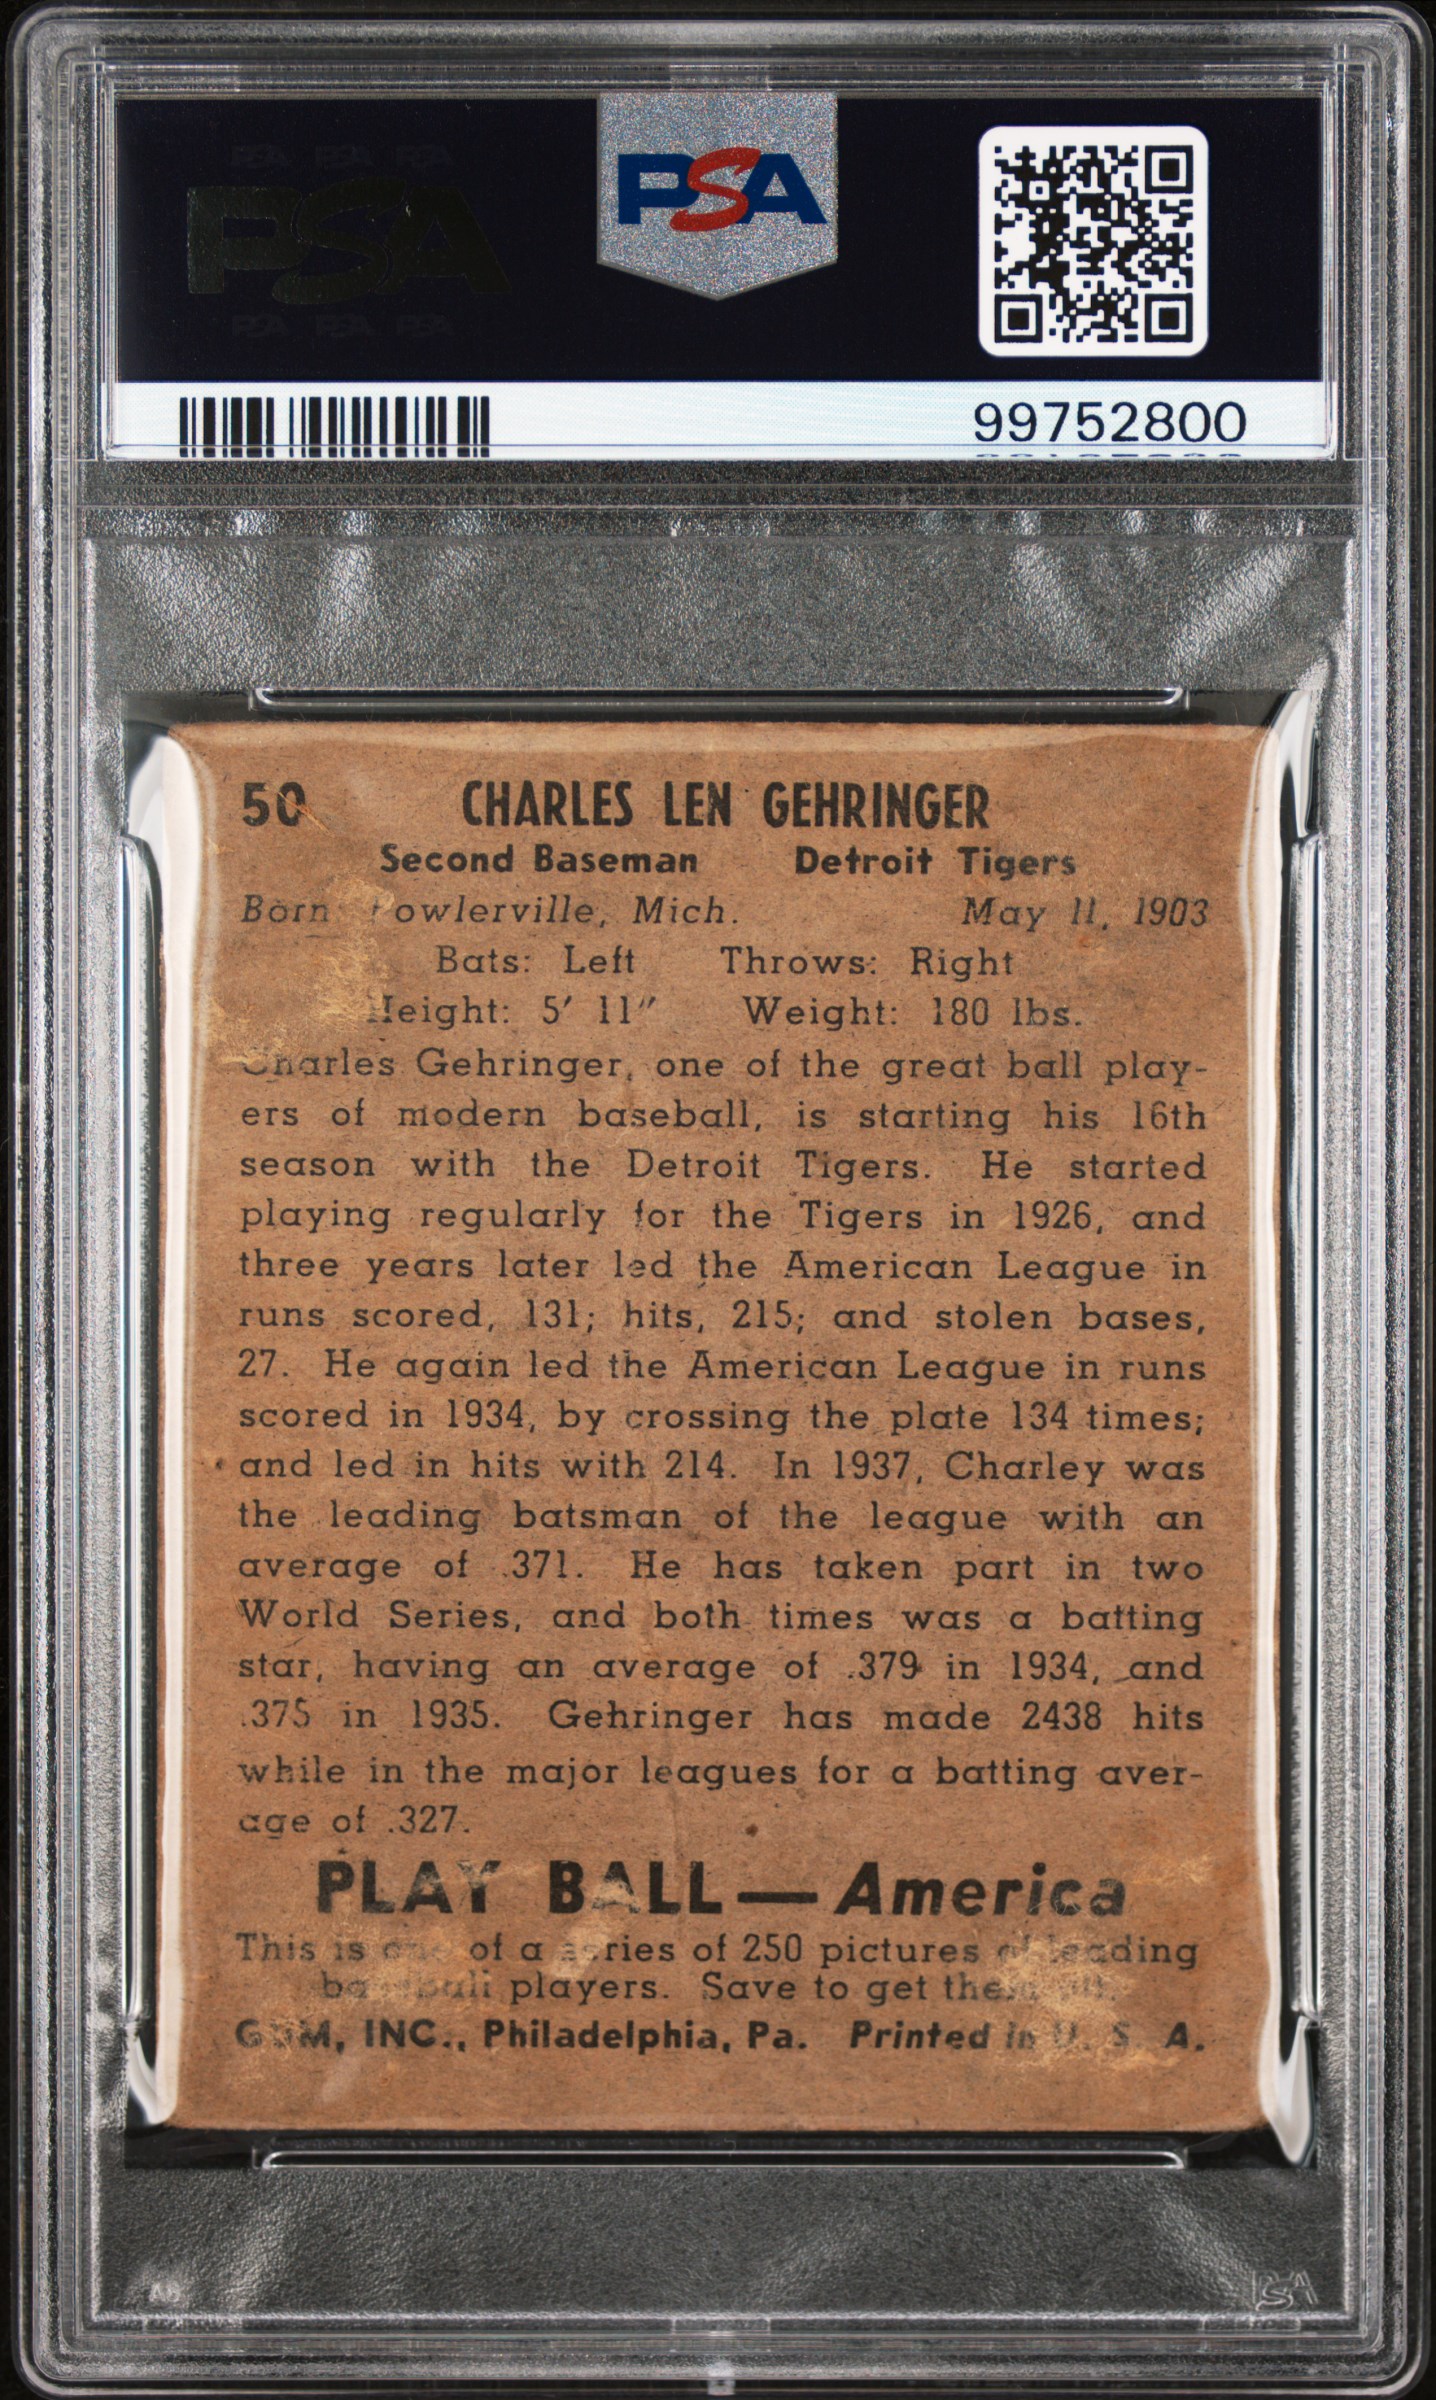 PSA
PSA
99752800
50 CHARLES LEN GEHRINGER
Second Baseman Detroit Tigers
Born owlerville, Mich. May 11, 1903
Bats: Left Throws: Right
Height: 5' 11" Weight: 180 lbs.
Charles Gehringer, one of the great ball play-
ers of modern baseball, is starting his 16th
season with the Detroit Tigers. He started
playing regularly for the Tigers in 1926, and
three years later led the American League in
runs scored, 131; hits, 215; and stolen bases,
27. He again led the American League in runs
scored in 1934, by crossing the plate 134 times;
and led in hits with 214. In 1937, Charley was
the leading batsman of the league with an
average of .371. He has taken part in two
World Series, and both times was a batting
star, having an average of .379 in 1934, and
.375 in 1935. Gehringer has made 2438 hits
while in the major leagues for a batting aver-
age of .327.
PLAY BALL—America
This is one of a series of 250 pictures of leading
baseball players. Save to get them all.
GUM, INC., Philadelphia, Pa. Printed in U. S. A.
PSA